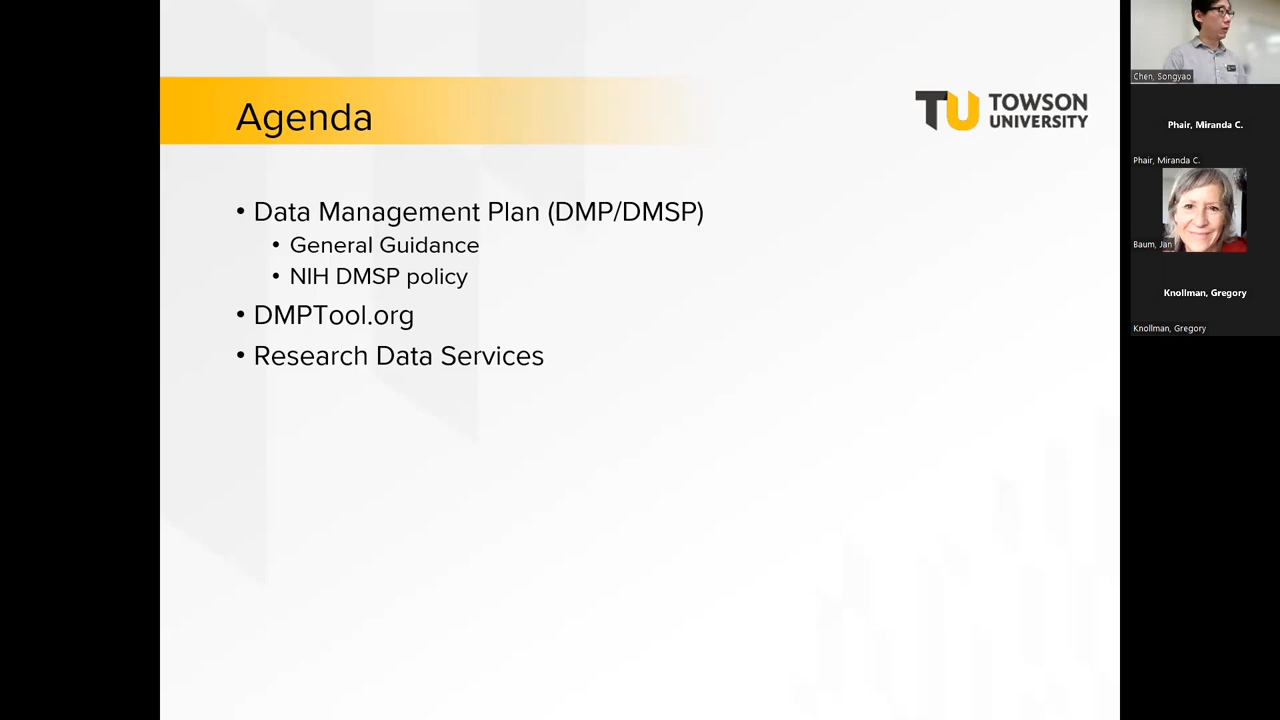 Agenda
TOWSON
UNIVERSITY
• Data Management Plan (DMP/DMSP)
• General Guidance
• NIH DMSP policy
• DMPTool.org
• Research Data Services
Chen, Songyao
Phair, Miranda C.
Phair, Miranda C.
Baum, Jan
Knollman, Gregory
Knollman, Gregory